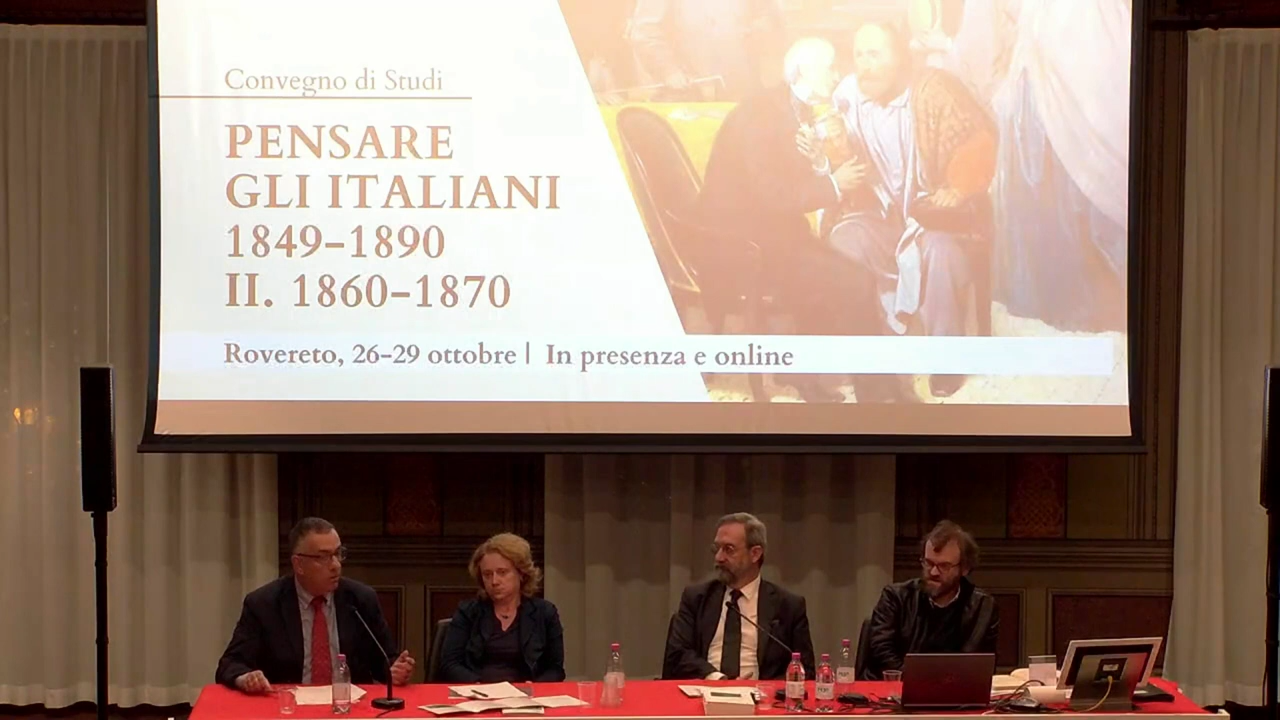 Convegno di Studi
PENSARE
GLI ITALIANI
1849–1890
II. 1860–1870
Rovereto, 26-29 ottobre | In presenza e online